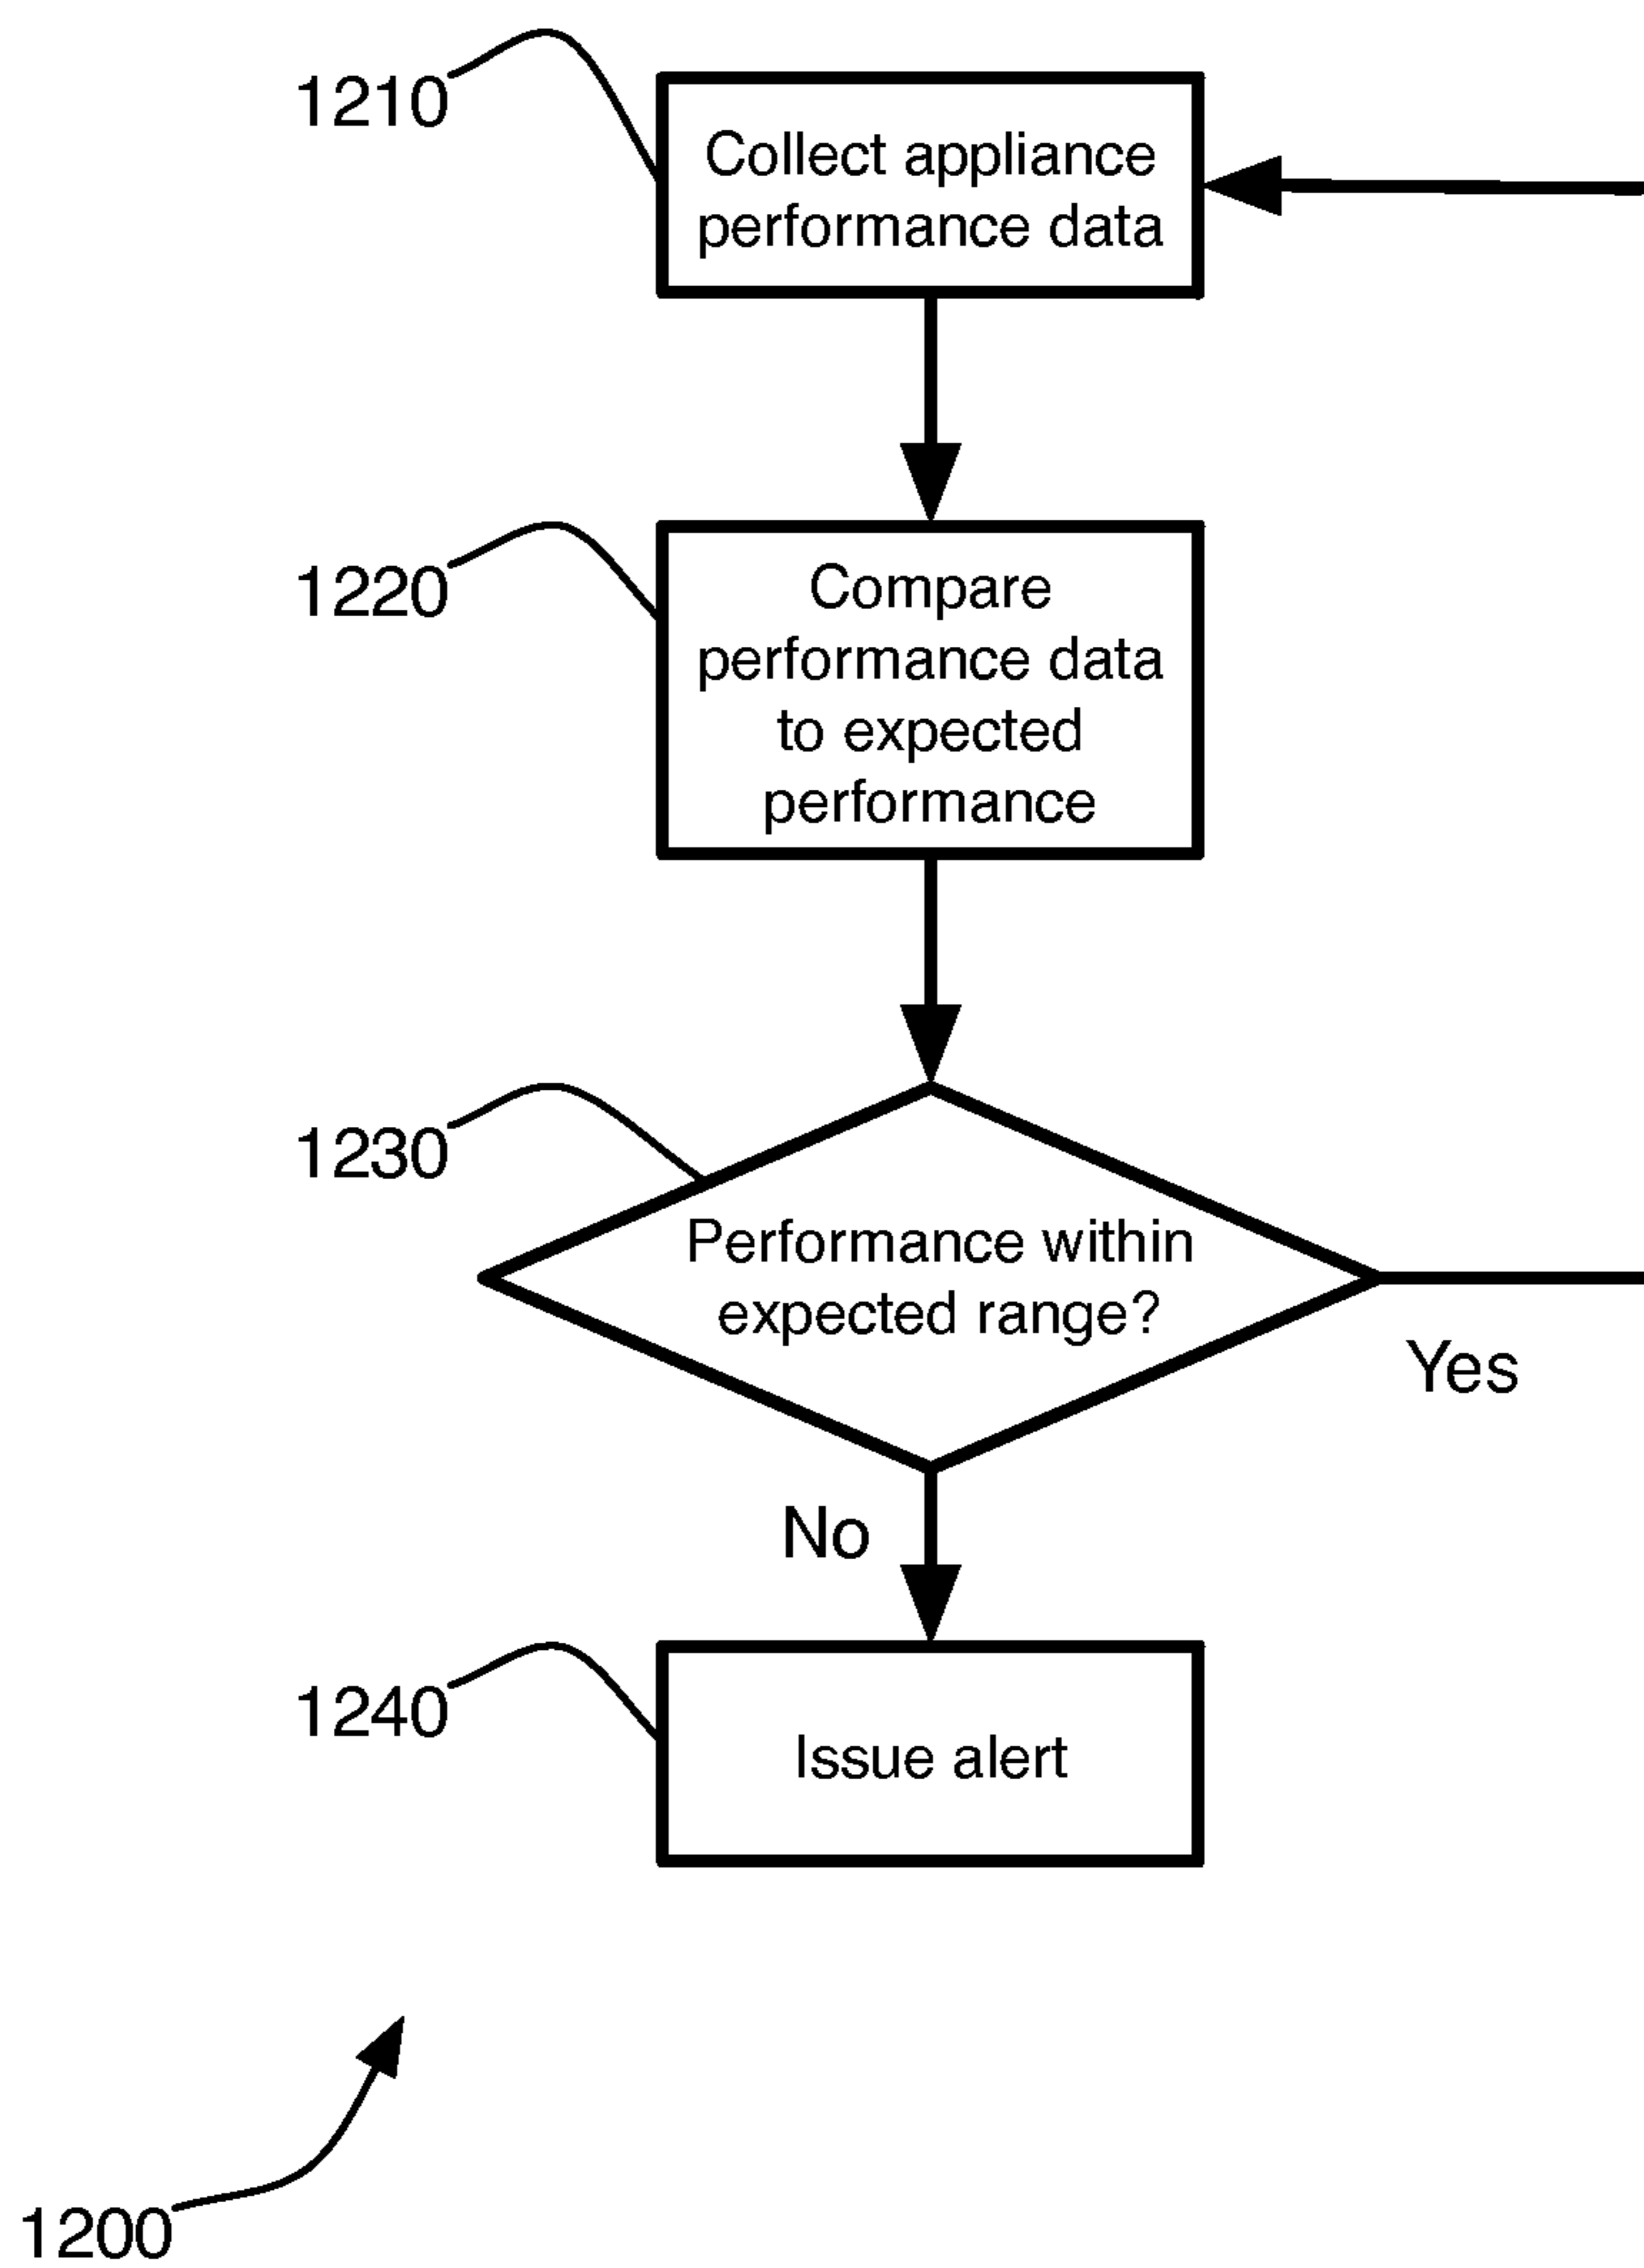 1210
Collect appliance
performance data
1220
Compare
performance data
to expected
performance
1230
Performance within
expected range?
Yes
No
1240
Issue alert
1200